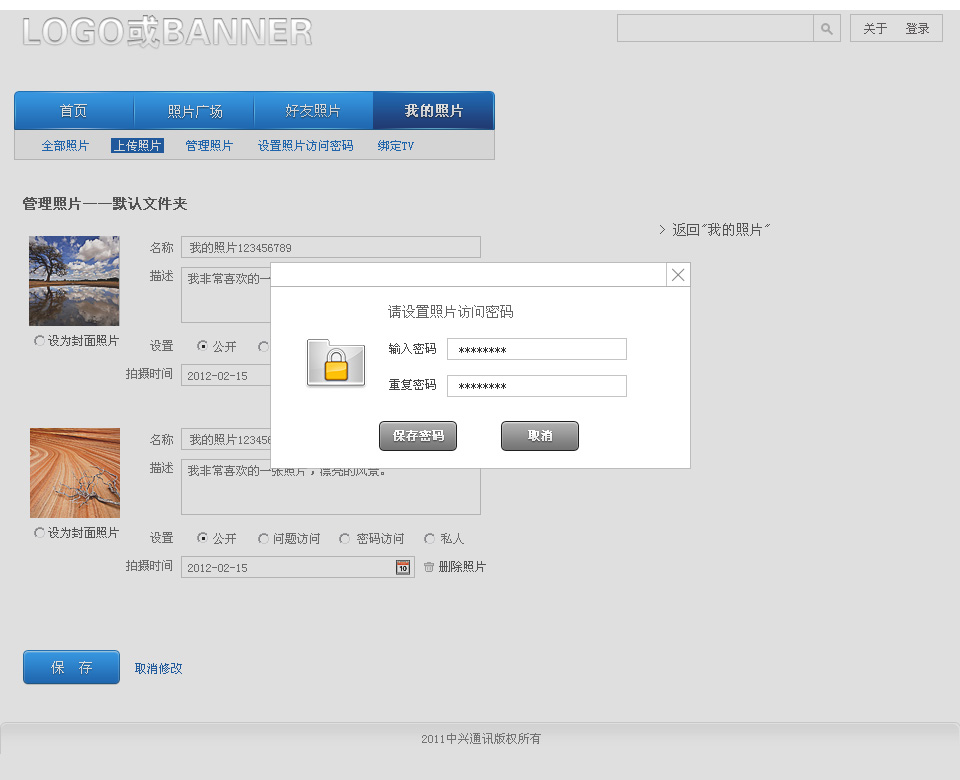 LOGO或BANNER
关于 登录
首页 照片广场 好友照片 我的照片
全部照片 上传照片 管理照片 设置照片访问密码 绑定TV
管理照片——默认文件夹
> 返回"我的照片"
名称 我的照片123456789
描述 我非常喜欢的一
设为封面照片
设置 公开
拍摄时间 2012-02-15
请设置照片访问密码
输入密码 ********
重复密码 ********
保存密码 取消
名称 我的照片123456
描述 我非常喜欢的一张照片，漂亮的风景。
设为封面照片
设置 公开 问题访问 密码访问 私人
拍摄时间 2012-02-15 10 删除照片
保 存 取消修改
2011中兴通讯版权所有